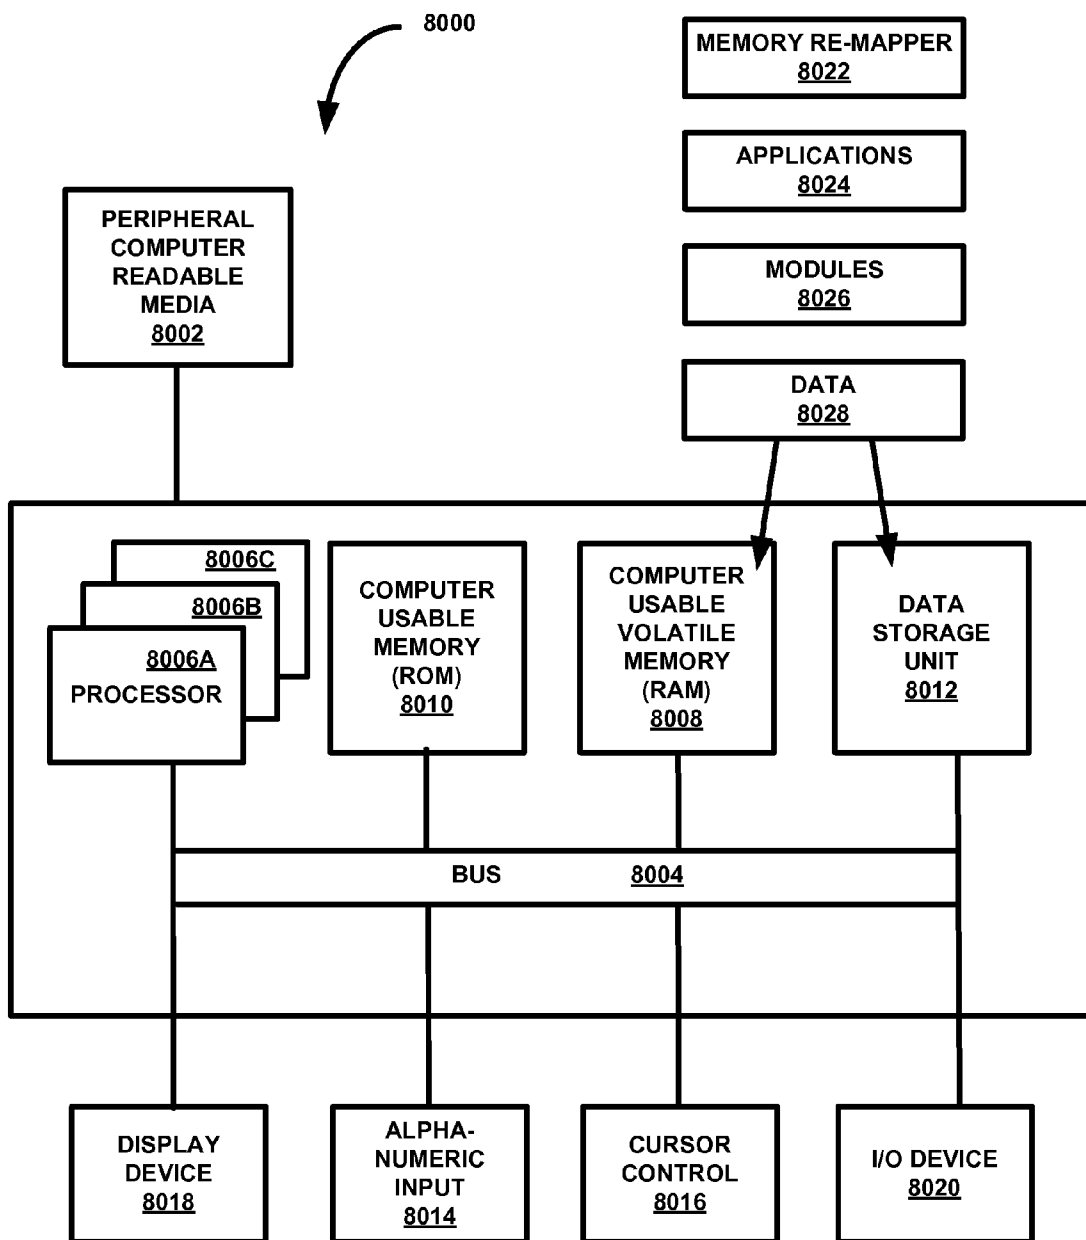 8000
MEMORY RE-MAPPER
8022
APPLICATIONS
8024
MODULES
8026
DATA
8028
PERIPHERAL
COMPUTER
READABLE
MEDIA
8002
8006C
8006B
8006A
PROCESSOR
COMPUTER
USABLE
MEMORY
(ROM)
8010
COMPUTER
USABLE
VOLATILE
MEMORY
(RAM)
8008
DATA
STORAGE
UNIT
8012
BUS 8004
DISPLAY
DEVICE
8018
ALPHA-
NUMERIC
INPUT
8014
CURSOR
CONTROL
8016
I/O DEVICE
8020